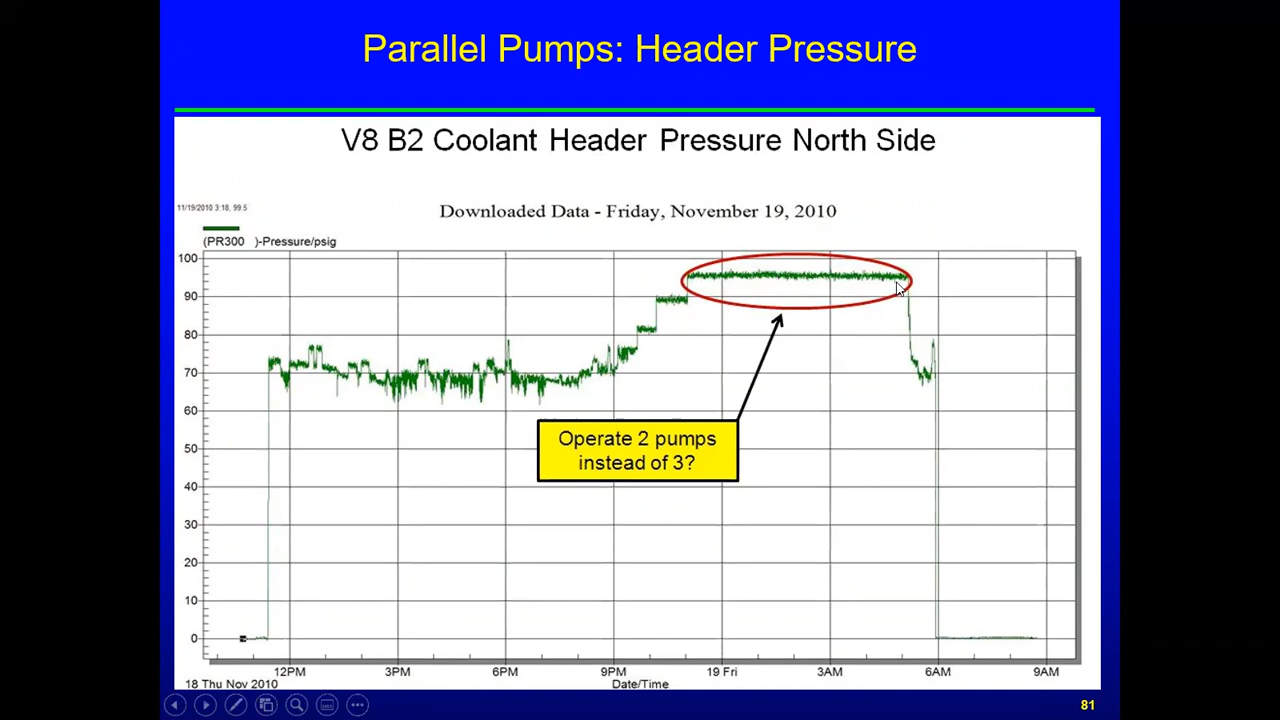 Parallel Pumps: Header Pressure
V8 B2 Coolant Header Pressure North Side
11/19/2010 3:18, 99.5
Downloaded Data - Friday, November 19, 2010
(PR300 )-Pressure/psig
100
90
80
70
60
50
40
30
20
10
0
Operate 2 pumps
instead of 3?
12PM 3PM 6PM 9PM 19 Fri 3AM 6AM 9AM
18 Thu Nov 2010
Date/Time
81